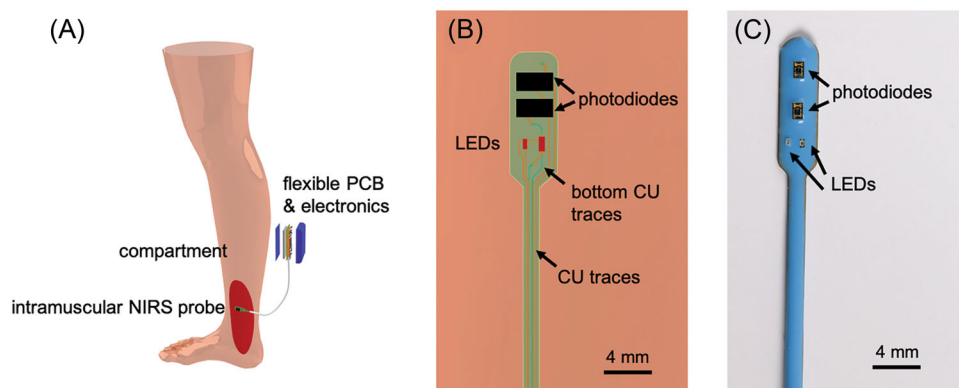 (A)
flexible PCB
& electronics
compartment
intramuscular NIRS probe
(B)
photodiodes
LEDs
bottom CU
traces
CU traces
4 mm
(C)
photodiodes
LEDs
4 mm